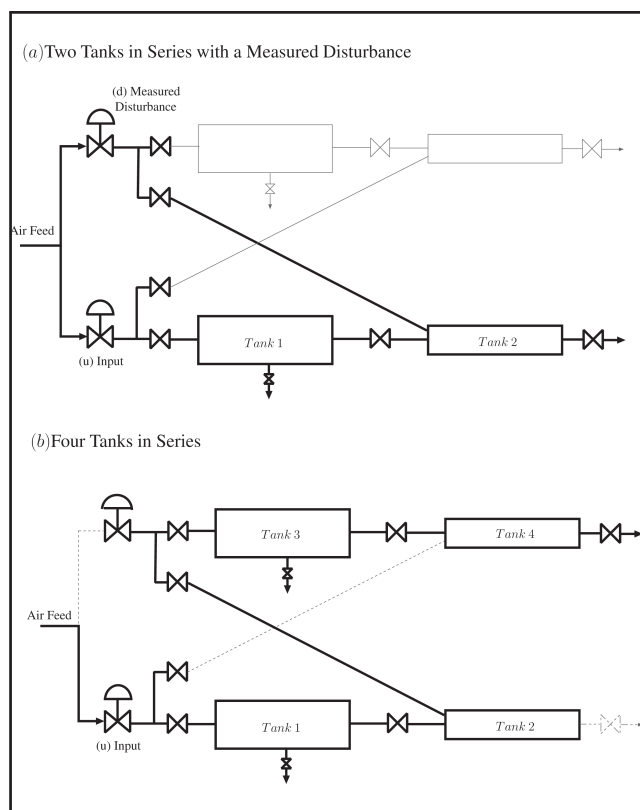 (a)Two Tanks in Series with a Measured Disturbance
(d) Measured
Disturbance
Air Feed
Tank 1
Tank 2
(u) Input
(b)Four Tanks in Series
Tank 3
Tank 4
Air Feed
Tank 1
Tank 2
(u) Input